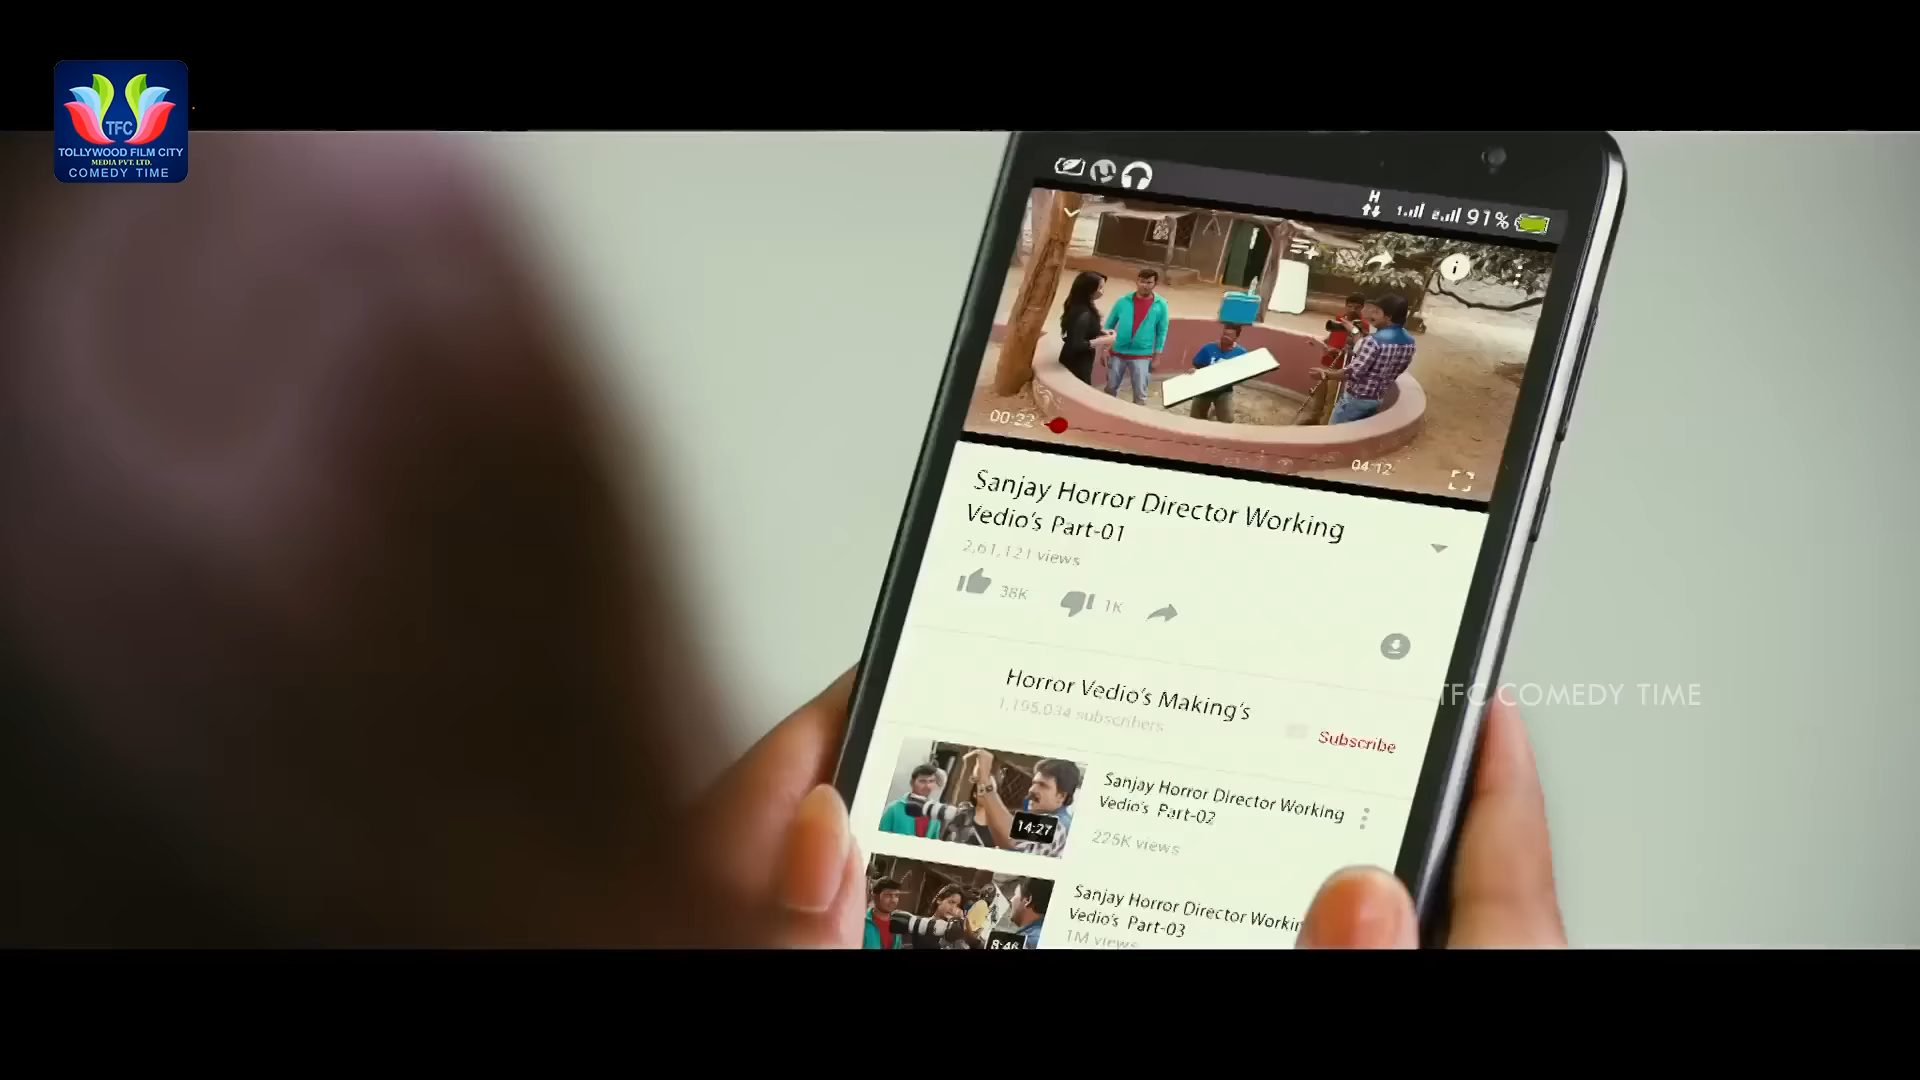 TFC
TOLLYWOOD FILM CITY
MEDIA PVT. LTD.
COMEDY TIME
H
1 2 91%
00:22
04:12
Sanjay Horror Director Working
Vedio's Part-01
2,61,121 views
38K 1K
Horror Vedio's Making's
1,195,034 subscribers
Subscribe
TFC COMEDY TIME
14:27
Sanjay Horror Director Working
Vedio's Part-02
225K views
8:46
Sanjay Horror Director Workin
Vedio's Part-03
1M views